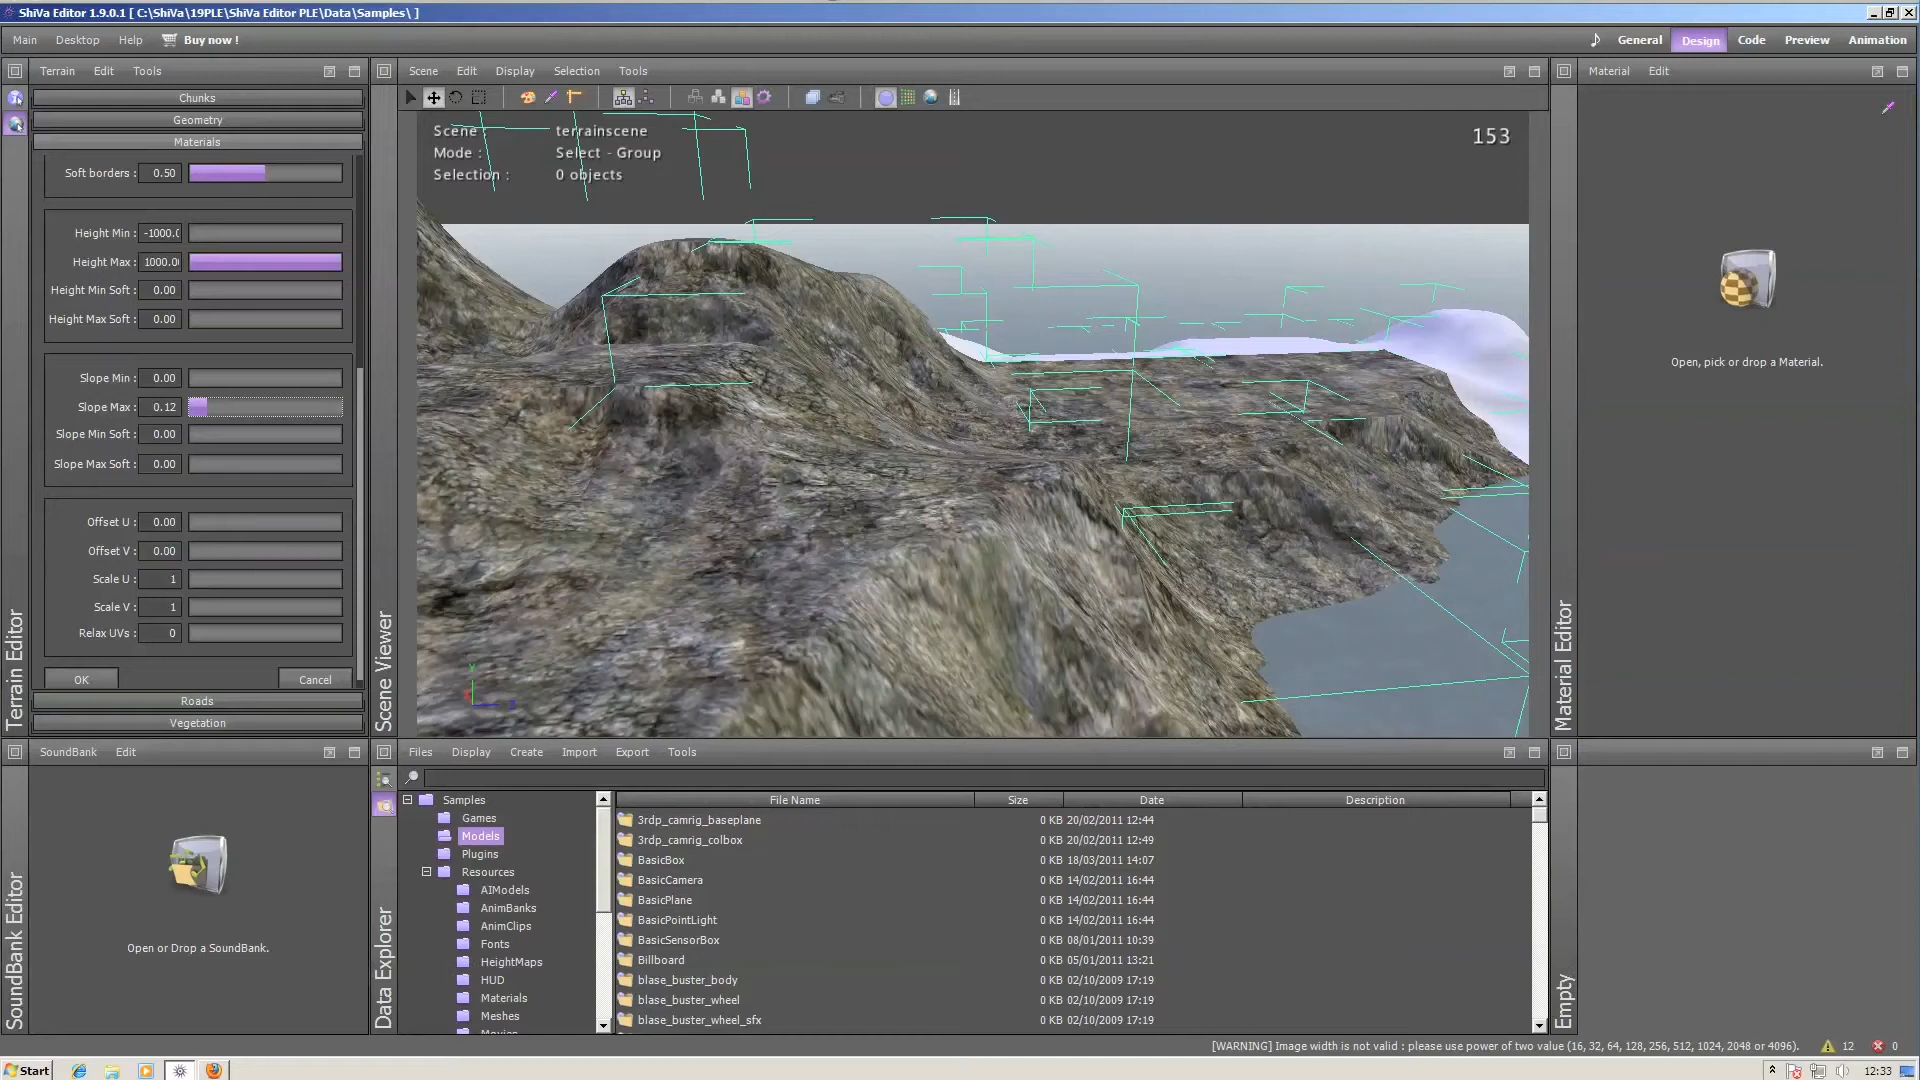 ShiVa Editor 1.9.0.1 [ C:\ShiVa\19PLE\ShiVa Editor PLE\Data\Samples\ ]
Main Desktop Help Buy now !
General Design Code Preview Animation
Terrain Edit Tools
Chunks
Geometry
Materials
Soft borders : 0.50
Height Min : -1000.
Height Max : 1000.0
Height Min Soft : 0.00
Height Max Soft : 0.00
Slope Min : 0.00
Slope Max : 0.12
Slope Min Soft : 0.00
Slope Max Soft : 0.00
Offset U : 0.00
Offset V : 0.00
Scale U : 1
Scale V : 1
Relax UVs : 0
OK Cancel
Roads
Vegetation
Terrain Editor
Scene Edit Display Selection Tools
Scene : terrainscene
Mode : Select - Group
Selection : 0 objects
153
Y
Scene Viewer
Material Edit
Open, pick or drop a Material.
Material Editor
SoundBank Edit
Open or Drop a SoundBank.
SoundBank Editor
Files Display Create Import Export Tools
Samples
Games
Models
Plugins
Resources
AIModels
AnimBanks
AnimClips
Fonts
HeightMaps
HUD
Materials
Meshes
Movies
File Name Size Date Description
3rdp_camrig_baseplane 0 KB 20/02/2011 12:44
3rdp_camrig_colbox 0 KB 20/02/2011 12:49
BasicBox 0 KB 18/03/2011 14:07
BasicCamera 0 KB 14/02/2011 16:44
BasicPlane 0 KB 14/02/2011 16:44
BasicPointLight 0 KB 14/02/2011 16:44
BasicSensorBox 0 KB 08/01/2011 10:39
Billboard 0 KB 05/01/2011 13:21
blase_buster_body 0 KB 02/10/2009 17:19
blase_buster_wheel 0 KB 02/10/2009 17:19
blase_buster_wheel_sfx 0 KB 02/10/2009 17:19
Data Explorer
Empty
[WARNING] Image width is not valid : please use power of two value (16, 32, 64, 128, 256, 512, 1024, 2048 or 4096). 12 0
Start 12:33